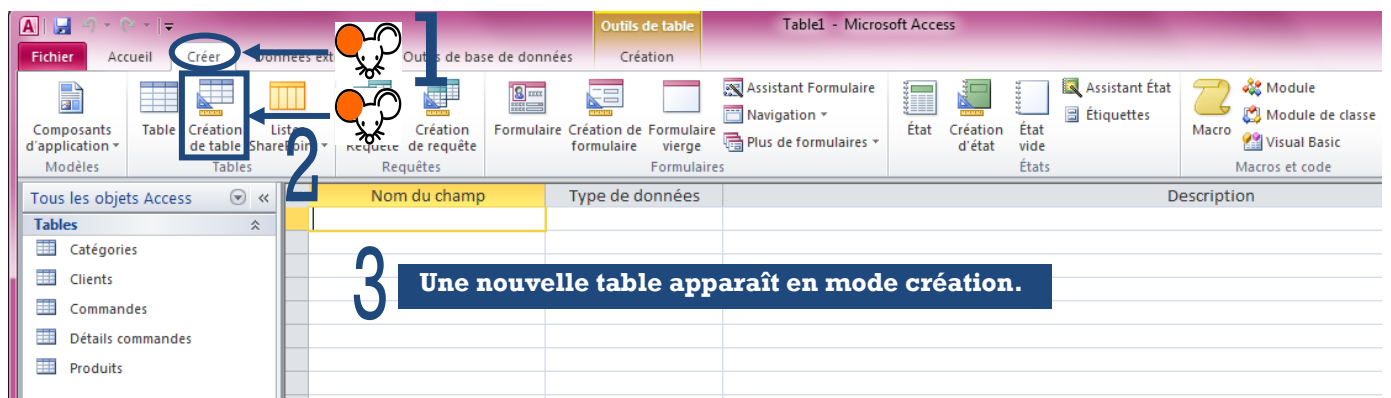 Outils de table
Table1 - Microsoft Access
Fichier Accueil Créer Données ext Outils de base de données Création
1
Composants d'application
Table
Création de table
Liste SharePoint
Requête
Création de requête
Formulaire
Création de formulaire
Formulaire vierge
Assistant Formulaire
Navigation
Plus de formulaires
État
Création d'état
État vide
Assistant État
Étiquettes
Macro
Module
Module de classe
Visual Basic
Modèles Tables Requêtes Formulaires États Macros et code
2
Tous les objets Access
Nom du champ Type de données Description
Tables
Catégories
Clients
Commandes
Détails commandes
Produits
3
Une nouvelle table apparaît en mode création.